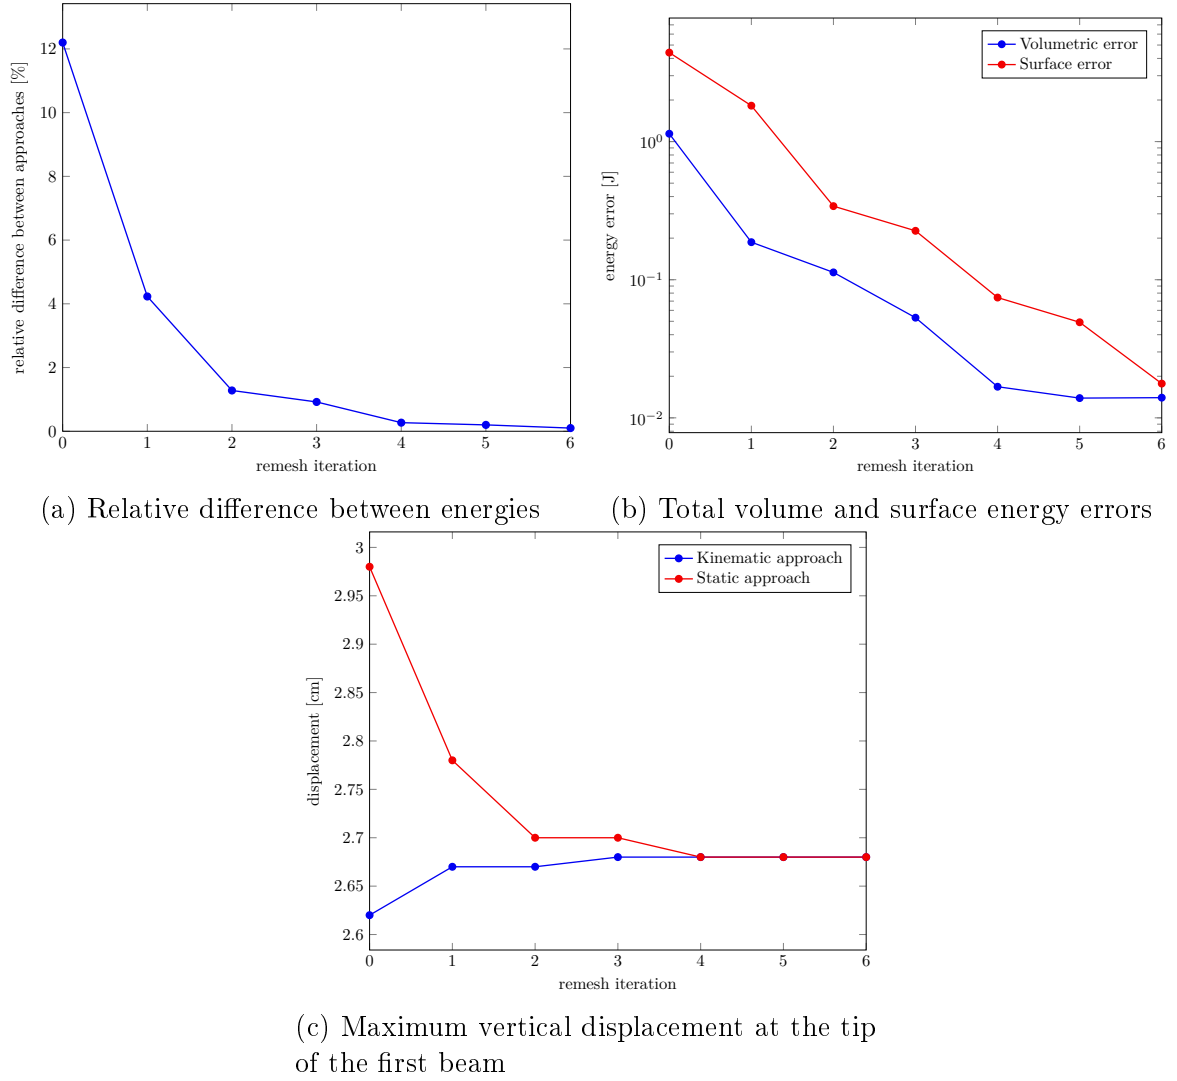 relative difference between approaches [%]
12
10
8
6
4
2
0
0 1 2 3 4 5 6
remesh iteration
(a) Relative difference between energies
energy error [J]
Volumetric error
Surface error
10⁰
10⁻¹
10⁻²
0 1 2 3 4 5 6
remesh iteration
(b) Total volume and surface energy errors
displacement [cm]
Kinematic approach
Static approach
3
2.95
2.9
2.85
2.8
2.75
2.7
2.65
2.6
0 1 2 3 4 5 6
remesh iteration
(c) Maximum vertical displacement at the tip
of the first beam